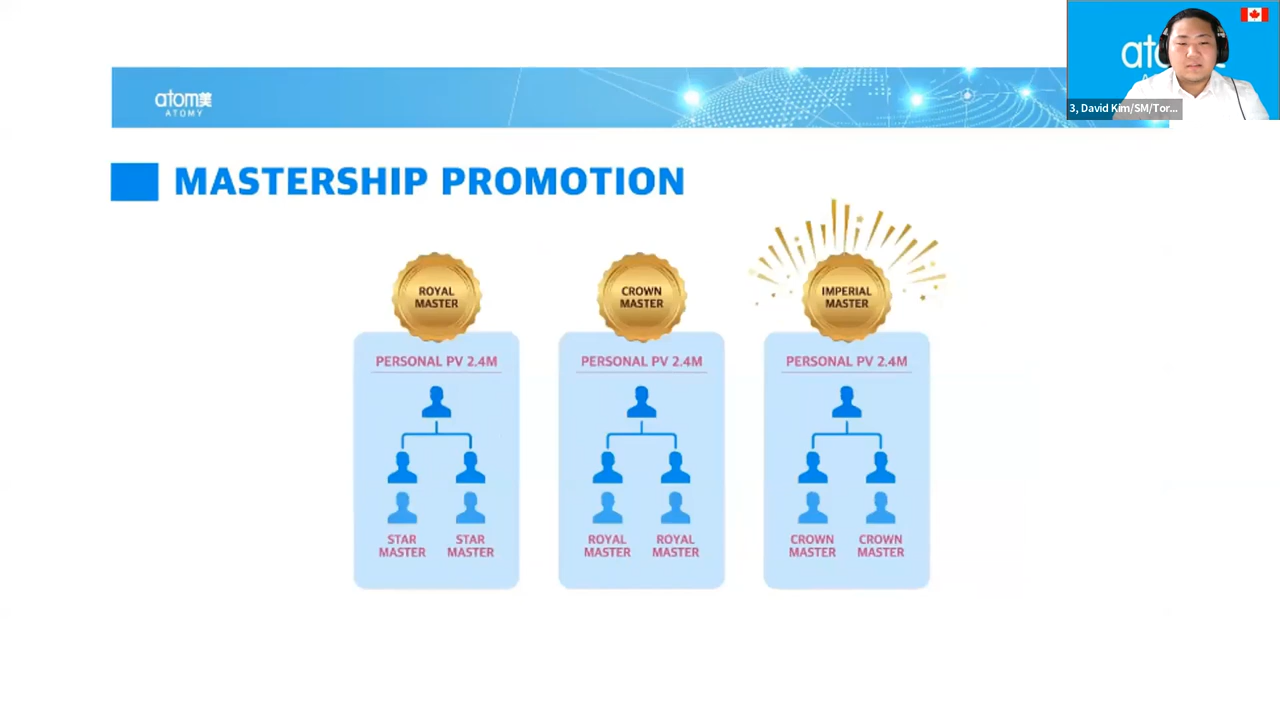 atom美
ATOMY
3, David Kim/SM/Tor...
MASTERSHIP PROMOTION
ROYAL
MASTER
CROWN
MASTER
IMPERIAL
MASTER
PERSONAL PV 2.4M
PERSONAL PV 2.4M
PERSONAL PV 2.4M
STAR
MASTER
STAR
MASTER
ROYAL
MASTER
ROYAL
MASTER
CROWN
MASTER
CROWN
MASTER